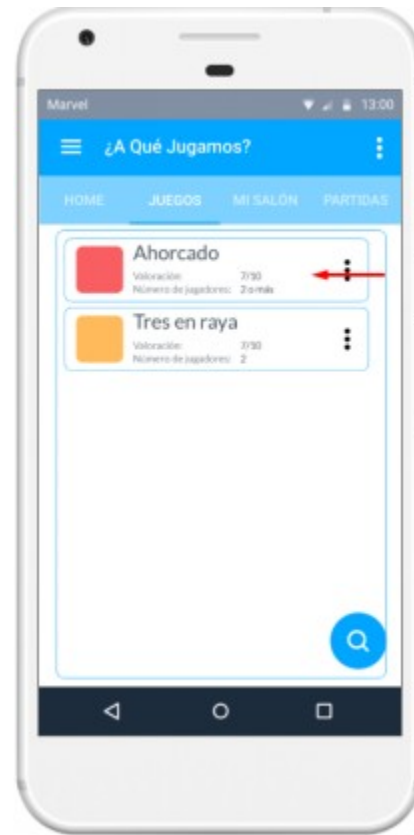 Marvel 13:00
¿A Qué Jugamos?
HOME JUEGOS MI SALÓN PARTIDAS
Ahorcado
Valoración: 7/10
Número de jugadores: 2 o más
Tres en raya
Valoración: 7/10
Número de jugadores: 2